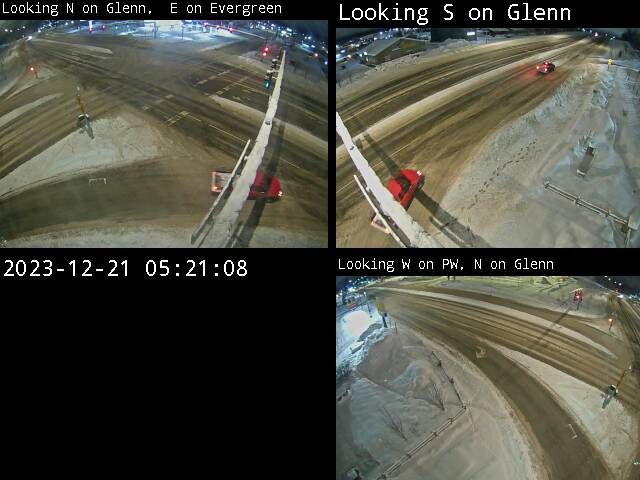 Looking N on Glenn,  E on Evergreen
Looking S on Glenn
2023-12-21 05:21:08
Looking W on PW, N on Glenn